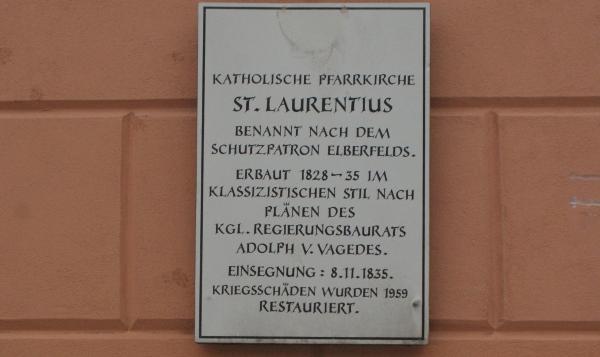 KATHOLISCHE PFARRKIRCHE
ST. LAURENTIUS
BENANNT NACH DEM
SCHUTZPATRON ELBERFELDS.
ERBAUT 1828-35 IM
KLASSIZISTISCHEN STIL NACH
PLÄNEN DES
KGL. REGIERUNGSBAURATS
ADOLPH V. VAGEDES.
EINSEGNUNG: 8.11.1835.
KRIEGSSCHÄDEN WURDEN 1959
RESTAURIERT.